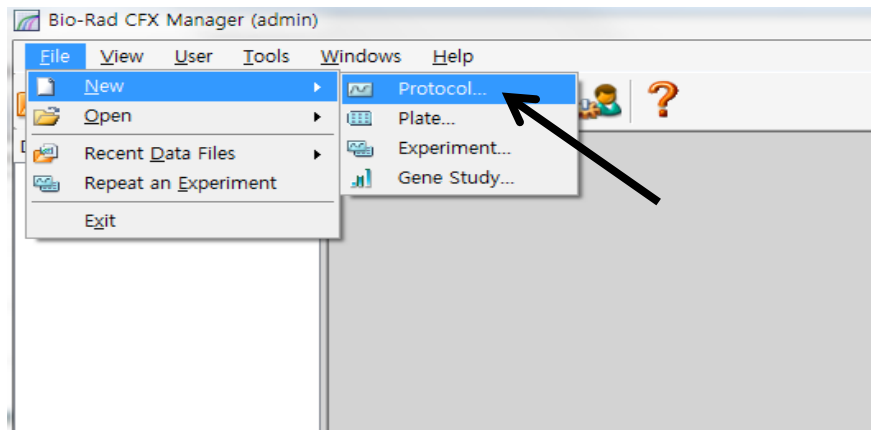 Bio-Rad CFX Manager (admin)
File View User Tools Windows Help
New
Open
Recent Data Files
Repeat an Experiment
Exit
Protocol...
Plate...
Experiment...
Gene Study...